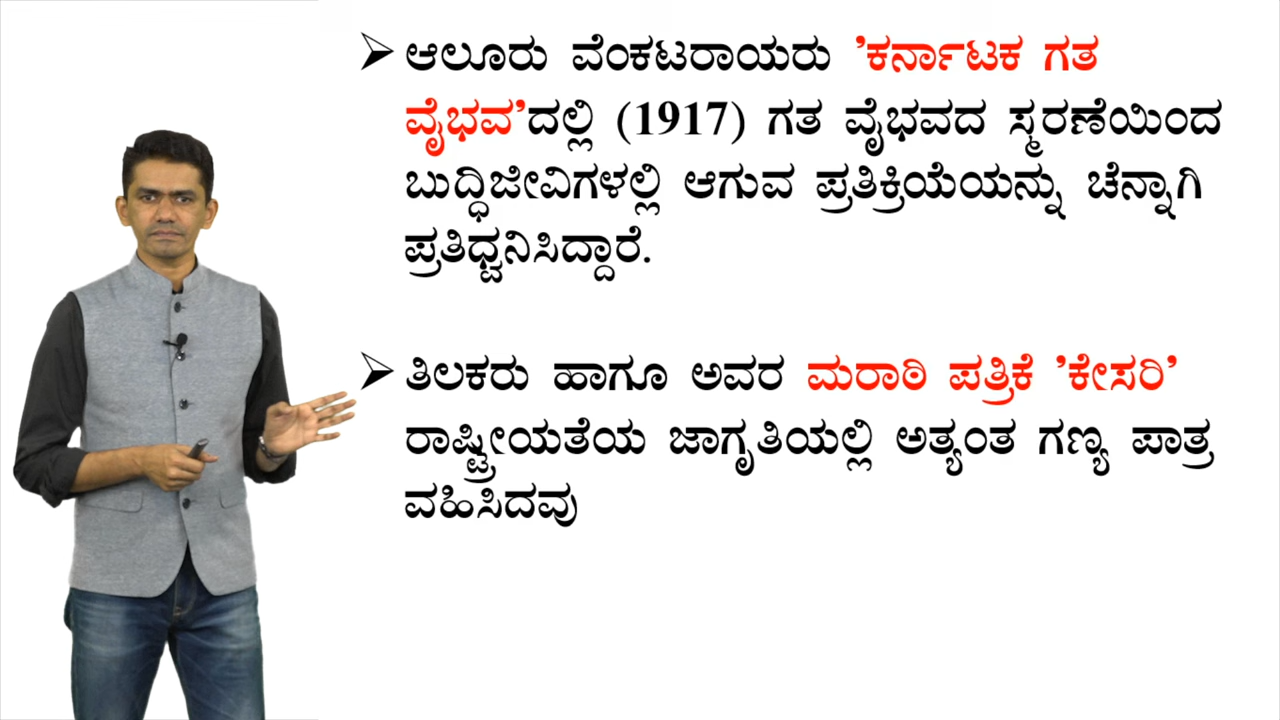 ➢ ಆಲೂರು ವೆಂಕಟರಾಯರು ’ಕರ್ನಾಟಕ ಗತ
ವೈಭವ’ದಲ್ಲಿ (1917) ಗತ ವೈಭವದ ಸ್ಮರಣೆಯಿಂದ
ಬುದ್ಧಿಜೀವಿಗಳಲ್ಲಿ ಆಗುವ ಪ್ರತಿಕ್ರಿಯೆಯನ್ನು ಚೆನ್ನಾಗಿ
ಪ್ರತಿಧ್ವನಿಸಿದ್ದಾರೆ.
➢ ತಿಲಕರು ಹಾಗೂ ಅವರ ಮರಾಠಿ ಪತ್ರಿಕೆ ’ಕೇಸರಿ’
ರಾಷ್ಟ್ರೀಯತೆಯ ಜಾಗೃತಿಯಲ್ಲಿ ಅತ್ಯಂತ ಗಣ್ಯ ಪಾತ್ರ
ವಹಿಸಿದವು